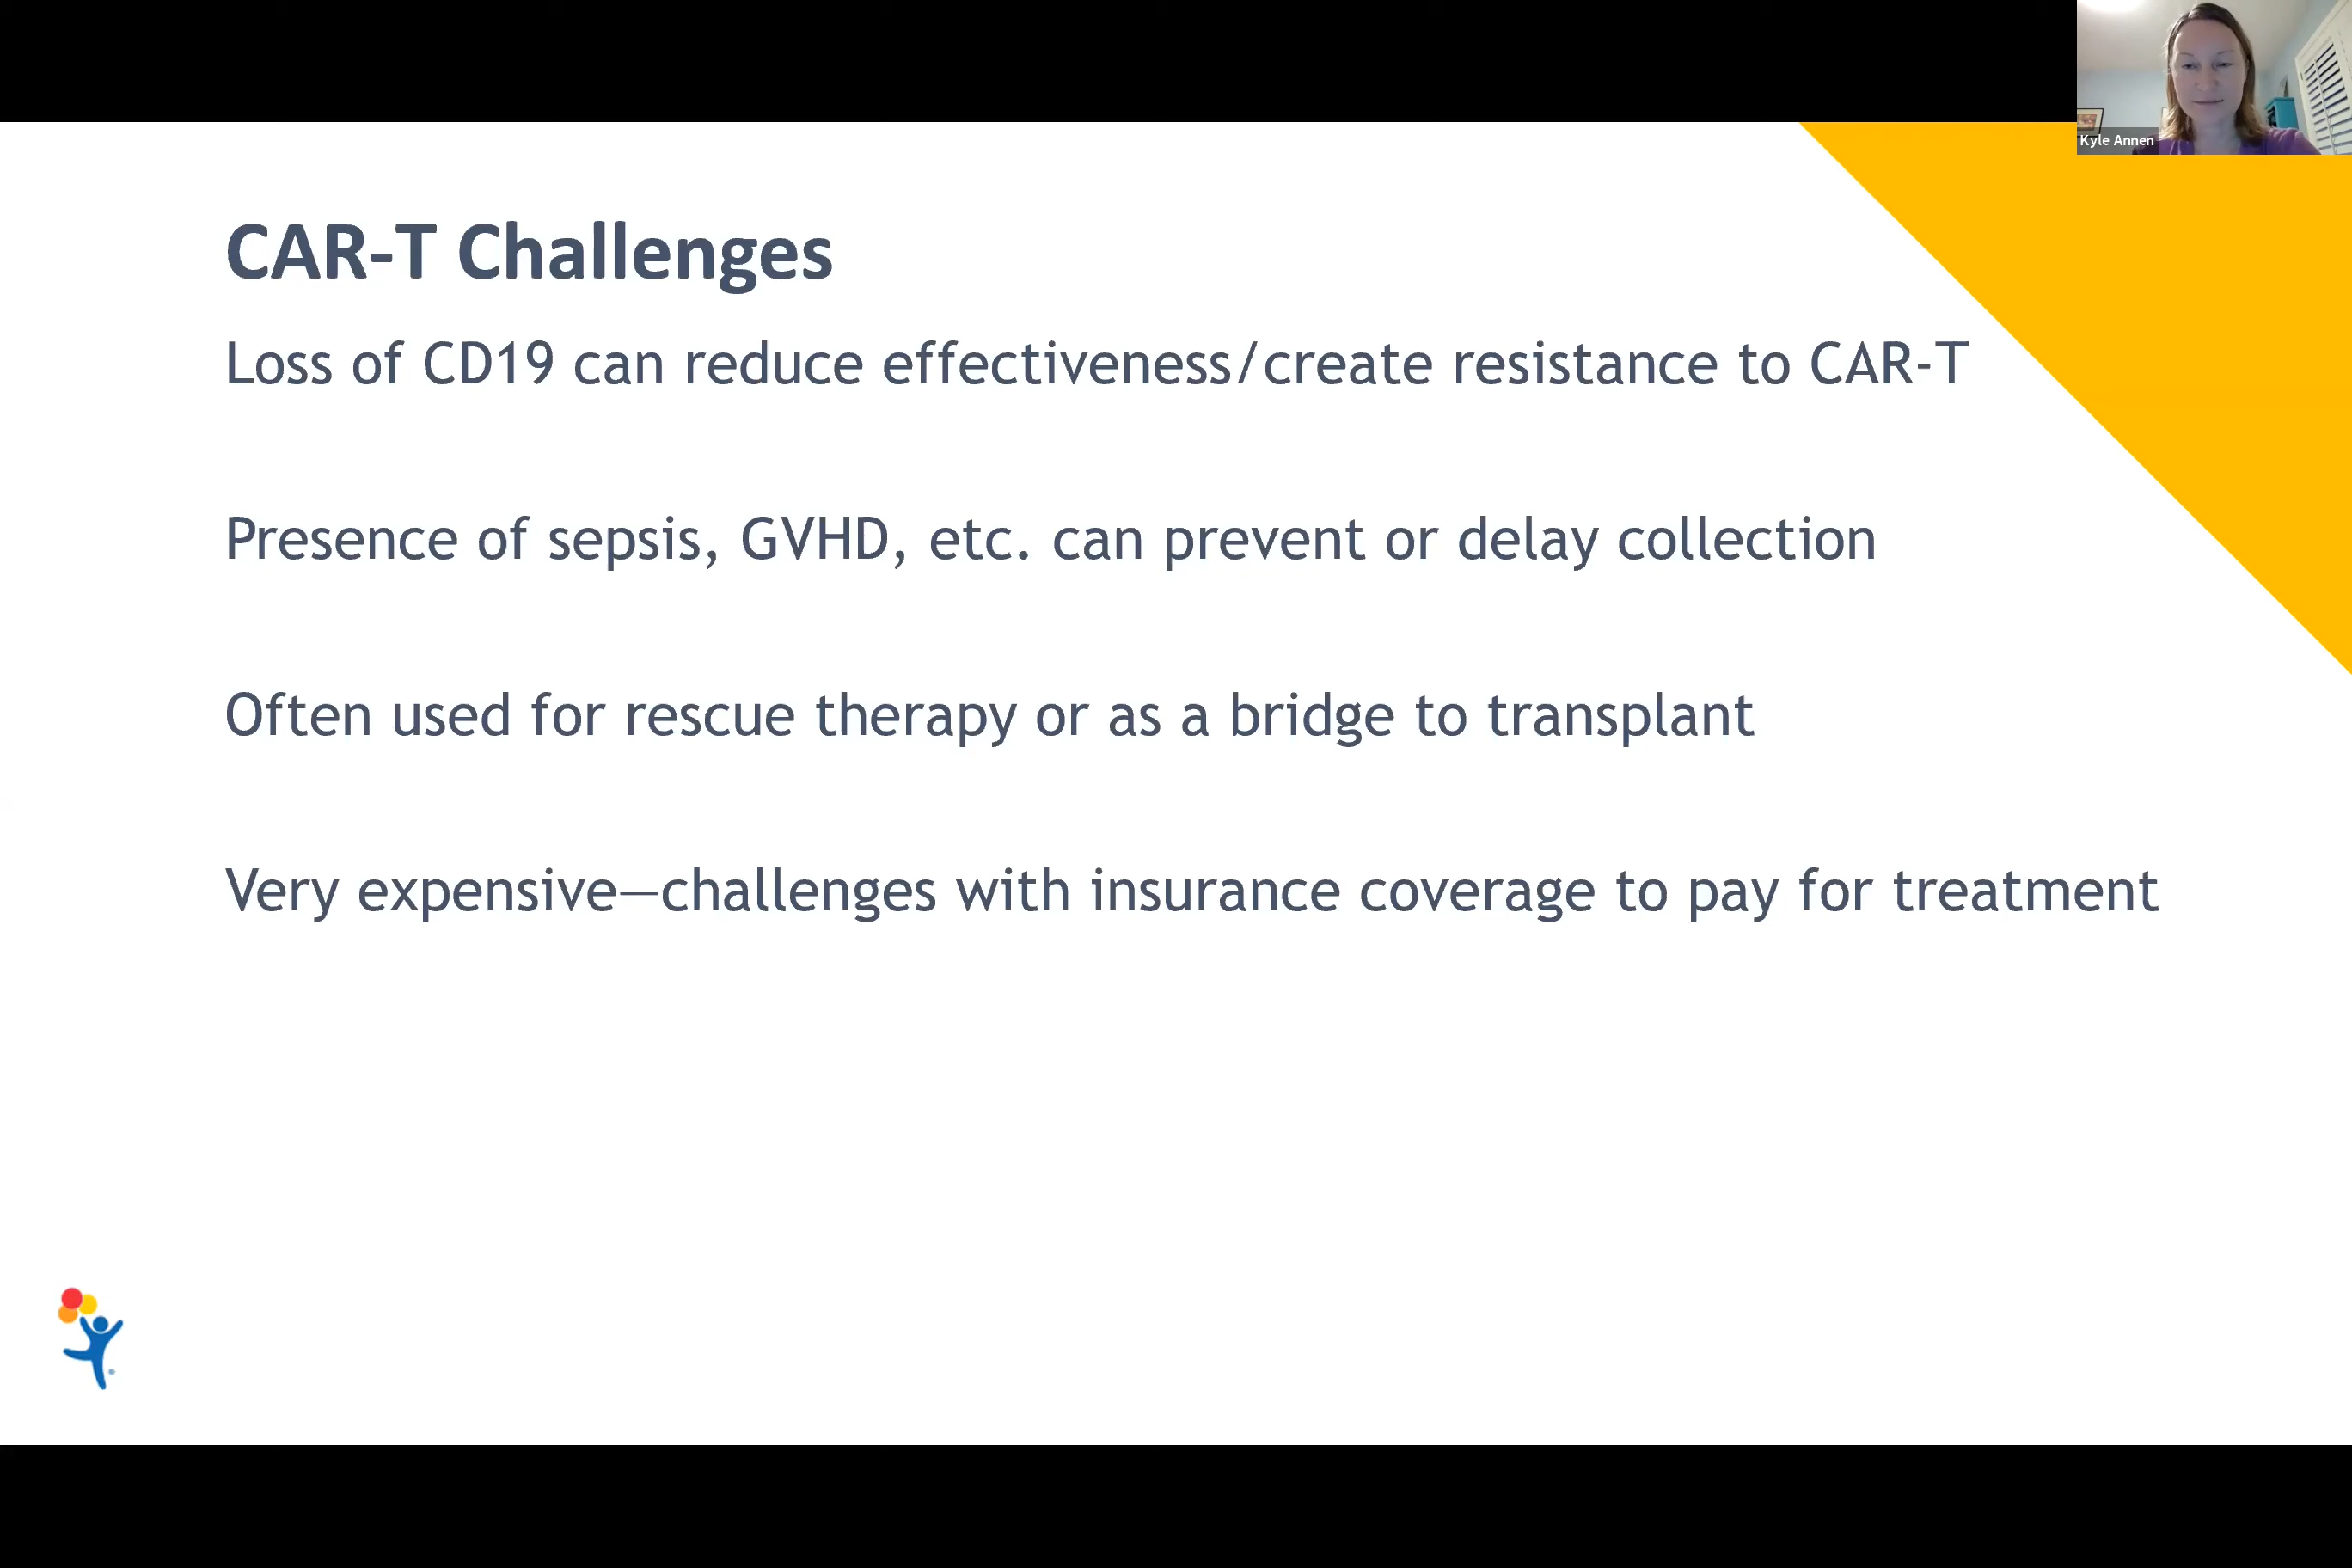 Kyle Annen
CAR-T Challenges
Loss of CD19 can reduce effectiveness/create resistance to CAR-T
Presence of sepsis, GVHD, etc. can prevent or delay collection
Often used for rescue therapy or as a bridge to transplant
Very expensive—challenges with insurance coverage to pay for treatment